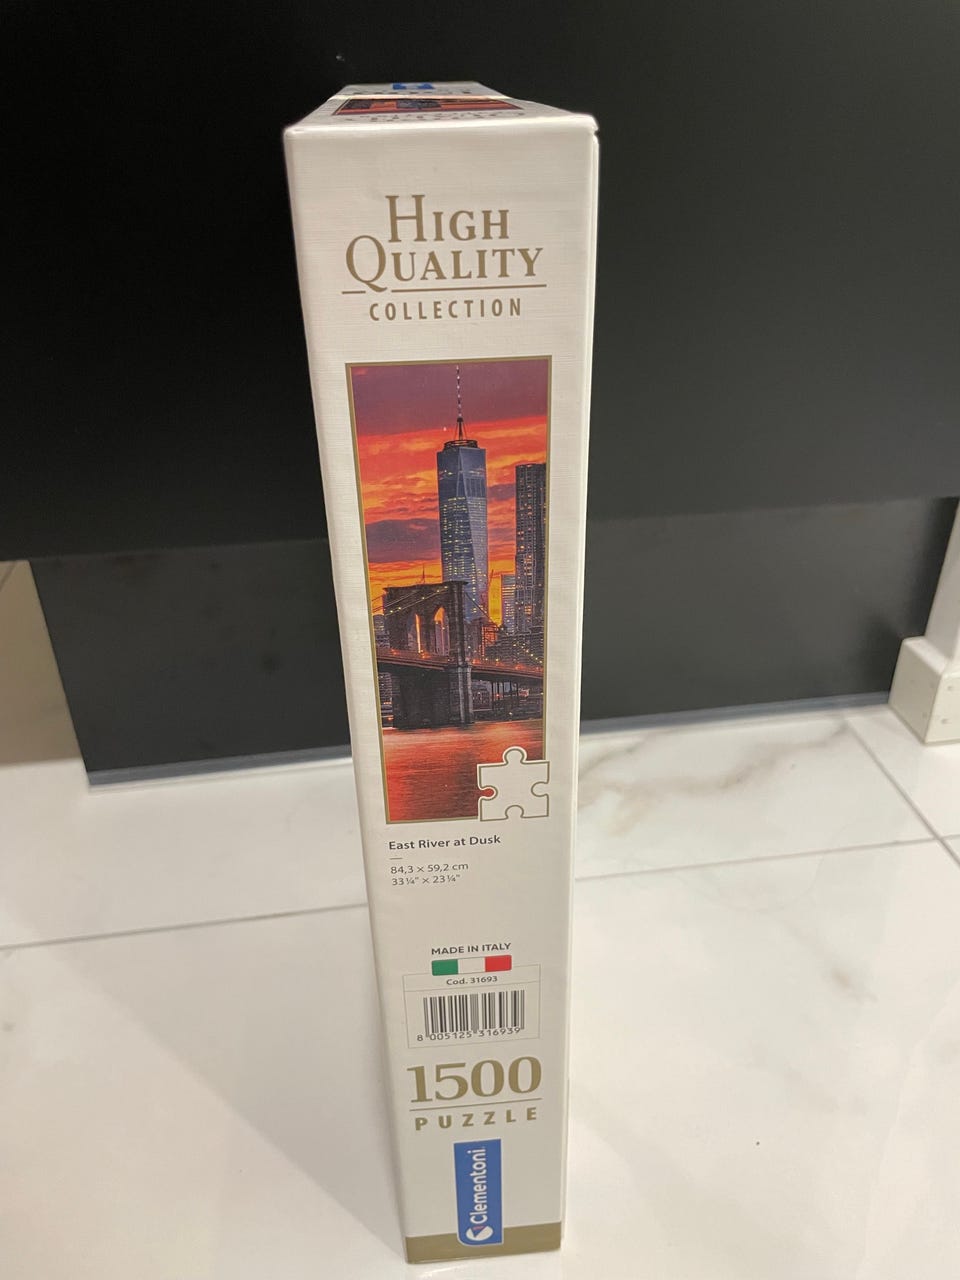 HIGH
QUALITY
COLLECTION
East River at Dusk
84,3 × 59,2 cm
33 ¼" × 23 ¼"
MADE IN ITALY
Cod. 31693
8 005125 316939
1500
PUZZLE
Clementoni